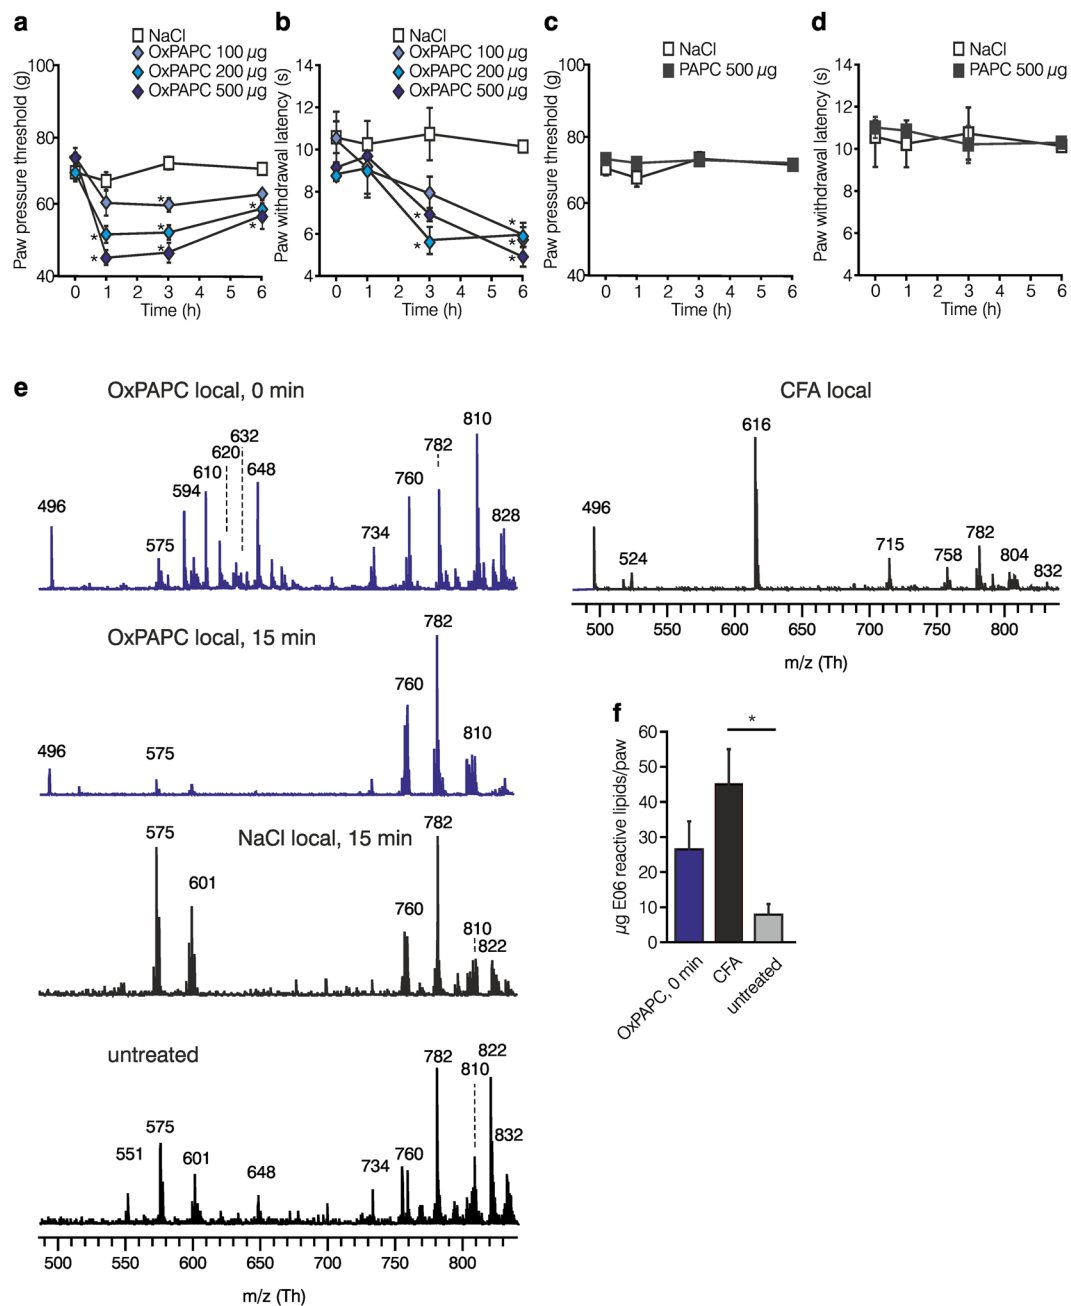 a
NaCl
OxPAPC 100 µg
OxPAPC 200 µg
OxPAPC 500 µg
Paw pressure threshold (g)
100
80
60
40
0 1 2 3 4 5 6
Time (h)
b
NaCl
OxPAPC 100 µg
OxPAPC 200 µg
OxPAPC 500 µg
Paw withdrawal latency (s)
14
12
10
8
6
4
0 1 2 3 4 5 6
Time (h)
* * * * * * *
* * * * *
c
NaCl
PAPC 500 µg
Paw pressure threshold (g)
100
80
60
40
0 1 2 3 4 5 6
Time (h)
d
NaCl
PAPC 500 µg
Paw withdrawal latency (s)
14
12
10
8
6
4
0 1 2 3 4 5 6
Time (h)
e
OxPAPC local, 0 min
496
575
594
610
620
632
648
734
760
782
810
828
CFA local
496
524
616
715
758
782
804
832
500 550 600 650 700 750 800
m/z (Th)
OxPAPC local, 15 min
496
575
760
782
810
NaCl local, 15 min
575
601
760
782
810
822
untreated
551
575
601
648
734
760
782
810
822
832
500 550 600 650 700 750 800
m/z (Th)
f
µg E06 reactive lipids/paw
60
50
40
30
20
10
0
*
OxPAPC, 0 min
CFA
untreated